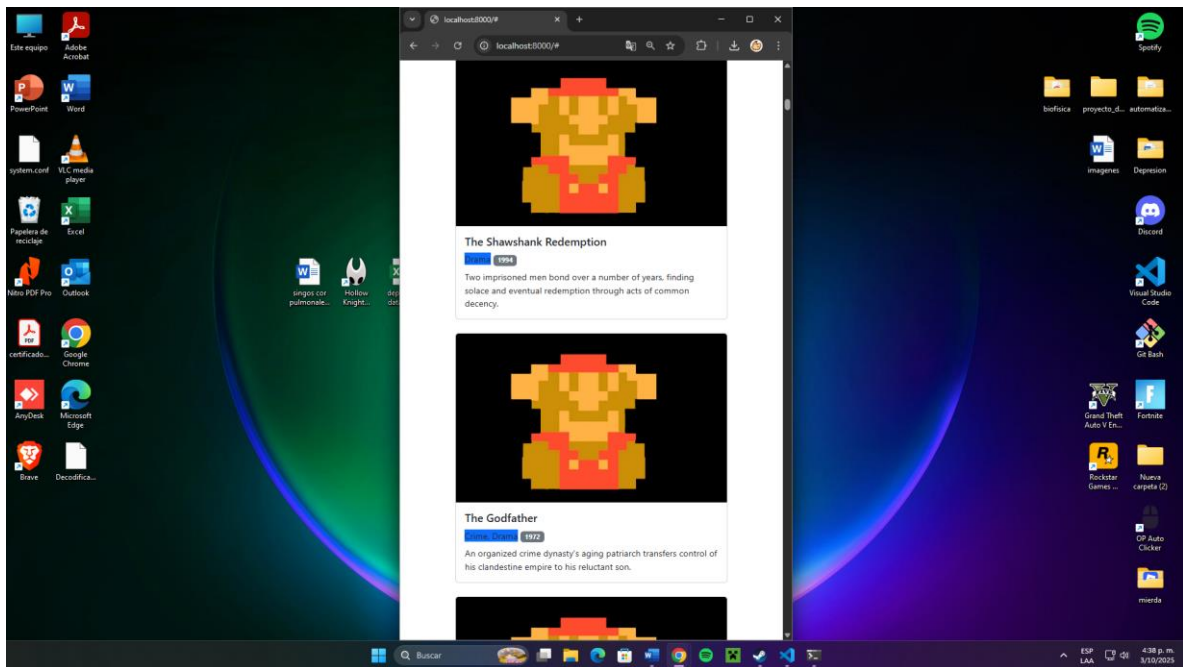 localhost:8000/#
localhost:8000/#
Este equipo
Adobe
Acrobat
PowerPoint
Word
system.conf
VLC media
player
Papelera de
reciclaje
Excel
Nitro PDF Pro
Outlook
certificado...
Google
Chrome
AnyDesk
Microsoft
Edge
Brave
Decodifica...
singos cor
pulmonale...
Hollow
Knight...
The Shawshank Redemption
Drama 1994
Two imprisoned men bond over a number of years, finding
solace and eventual redemption through acts of common
decency.
The Godfather
Crime, Drama 1972
An organized crime dynasty's aging patriarch transfers control of
his clandestine empire to his reluctant son.
Spotify
biofisica
proyecto_d...
automatiza...
imagenes
Depresion
Discord
Visual Studio
Code
Git Bash
Grand Theft
Auto V En...
Fortnite
Rockstar
Games ...
Nueva
carpeta (2)
OP Auto
Clicker
mierda
Buscar
ESP
LAA
4:38 p. m.
3/10/2025